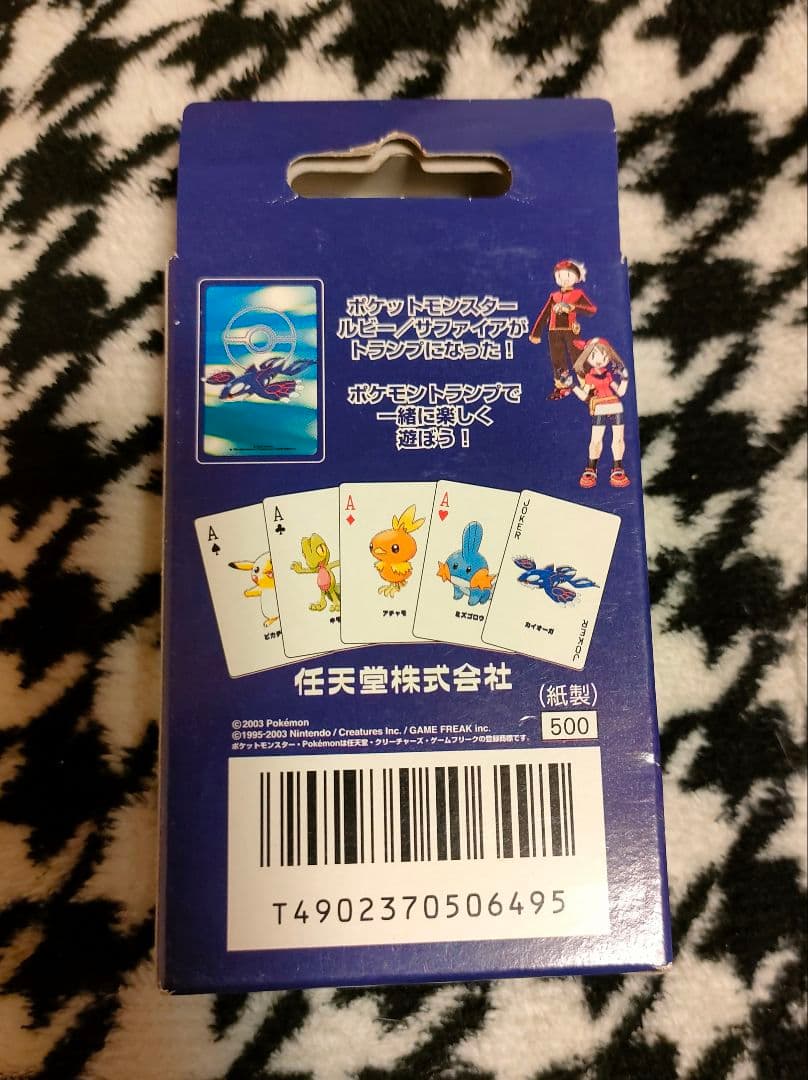 ポケットモンスター
ルビー／サファイアが
トランプになった！
ポケモントランプで
一緒に楽しく
遊ぼう！
A
A
A
A
JOKER
アチャモ
ミズゴロウ
カイオーガ
JOKER
任天堂株式会社
(紙製)
500
©2003 Pokémon
©1995-2003 Nintendo / Creatures Inc. / GAME FREAK inc.
ポケットモンスター・Pokémonは任天堂・クリーチャーズ・ゲームフリークの登録商標です。
T4902370506495